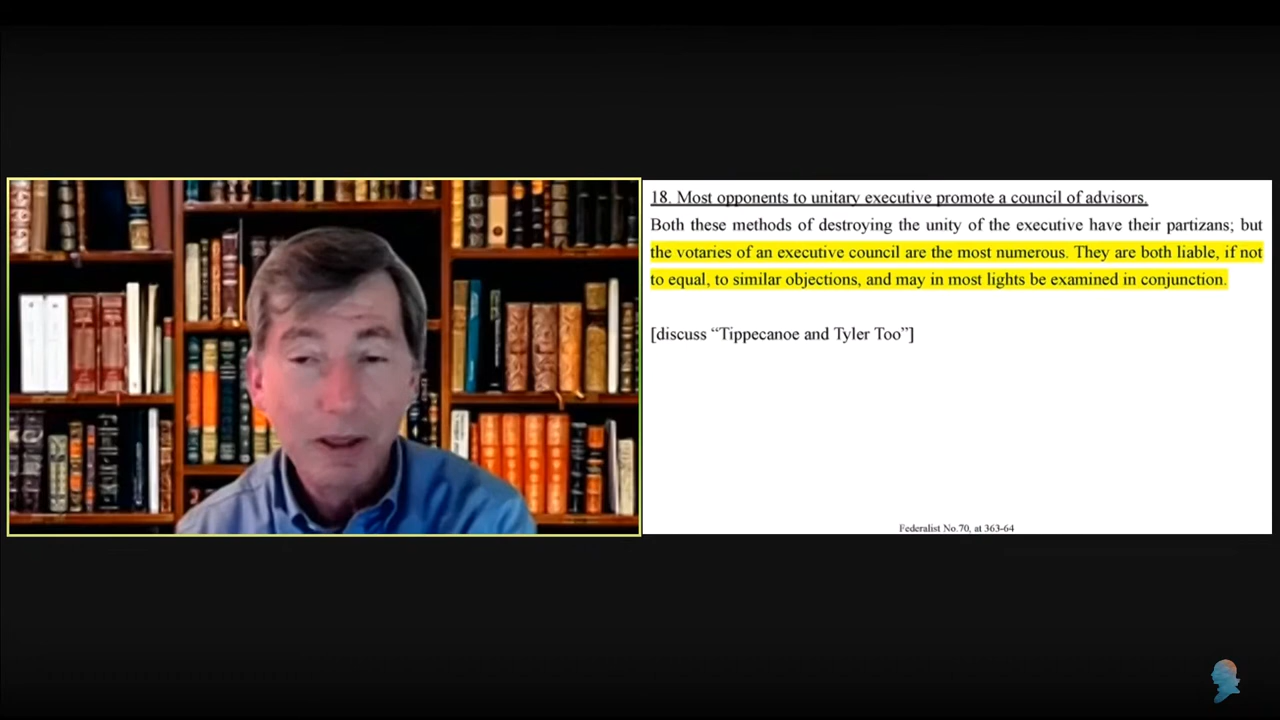 18. Most opponents to unitary executive promote a council of advisors.
Both these methods of destroying the unity of the executive have their partizans; but
the votaries of an executive council are the most numerous. They are both liable, if not
to equal, to similar objections, and may in most lights be examined in conjunction.
[discuss “Tippecanoe and Tyler Too”]
Federalist No.70, at 363-64